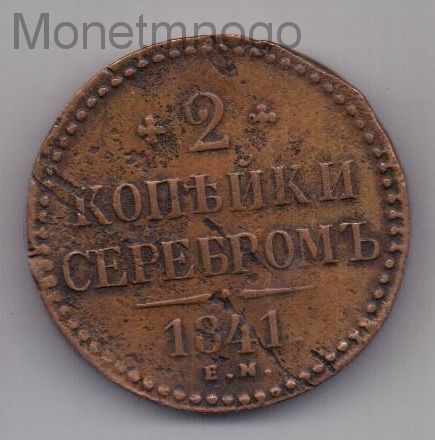 Monetmnogo
2
КОПѢЙКИ
СЕРЕБРОМЪ
1841
Е.М.